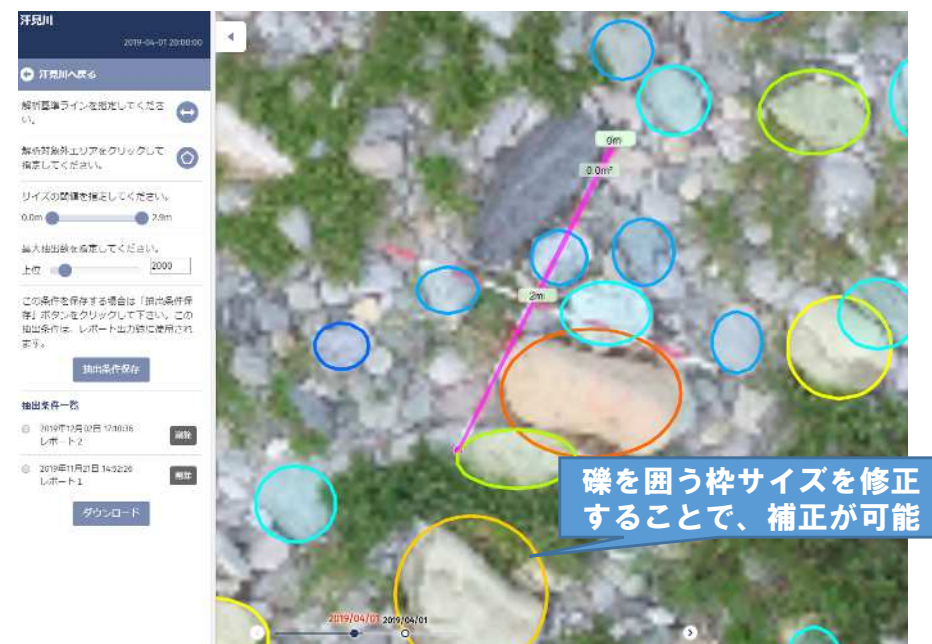 汗見川
2019-04-01 20:00:00
汗見川へ戻る
解析基準ラインを指定してくださ
い。
解析対象外エリアをクリックして
指定してください。
サイズの閾値を指定してください。
0.0m 2.9m
最大抽出数を指定してください。
上位 2000
この条件を保存する場合は「抽出条件保
存」ボタンをクリックして下さい。この
抽出条件は、レポート出力時に使用され
ます。
抽出条件保存
抽出条件一覧
2019年12月02日 17:10:36
レポート2
削除
2019年11月21日 14:52:26
レポート1
削除
ダウンロード
0m
0.0m²
2m
礫を囲う枠サイズを修正
することで、補正が可能
2019/04/01 2019/04/01